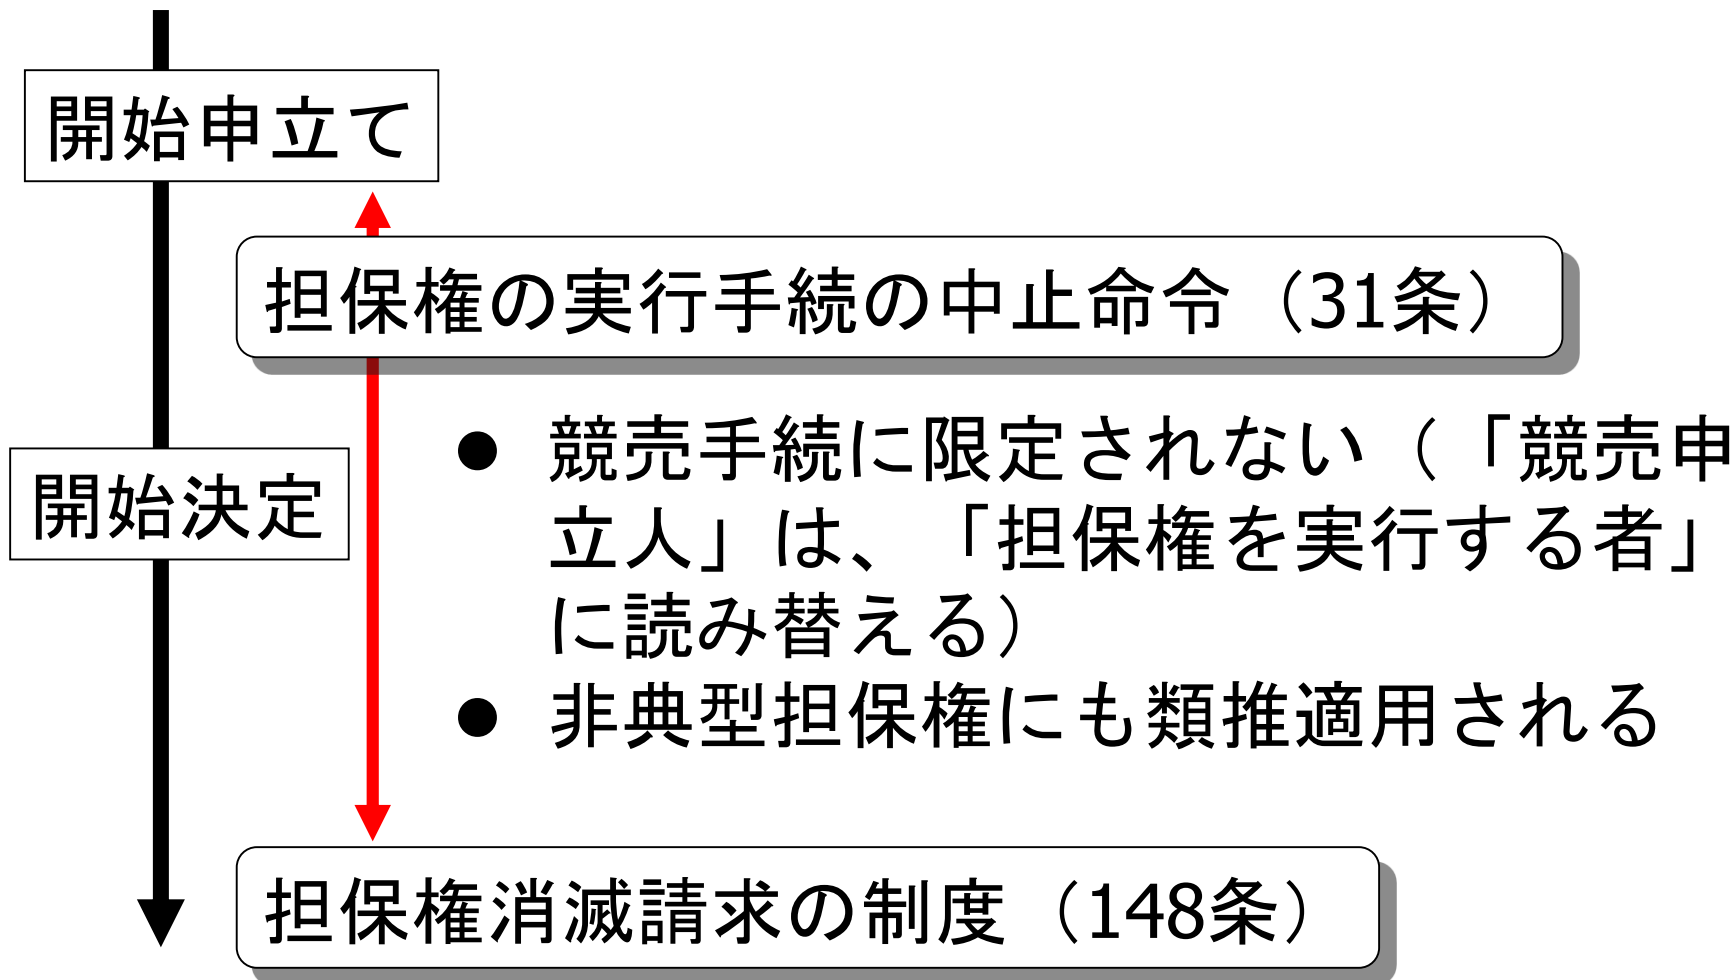 開始申立て
担保権の実行手続の中止命令（31条）
● 競売手続に限定されない（「競売申
立人」は、「担保権を実行する者」
に読み替える）
開始決定
● 非典型担保権にも類推適用される
担保権消滅請求の制度（148条）